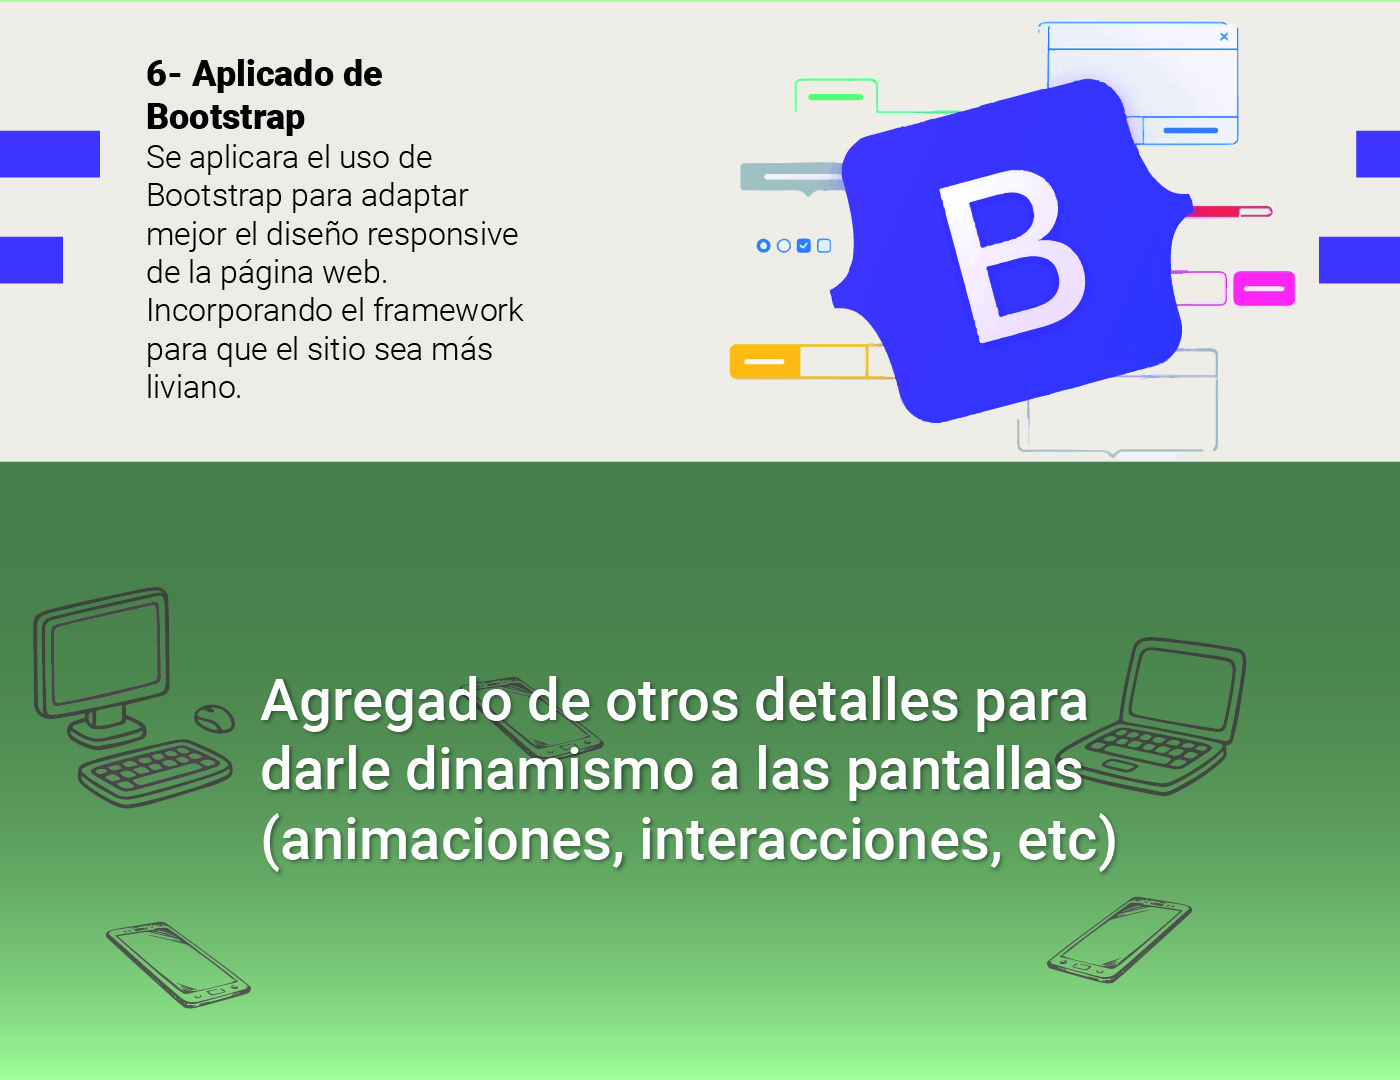 6- Aplicado de
Bootstrap
Se aplicara el uso de
Bootstrap para adaptar
mejor el diseño responsive
de la página web.
Incorporando el framework
para que el sitio sea más
liviano.
B
Agregado de otros detalles para
darle dinamismo a las pantallas
(animaciones, interacciones, etc)